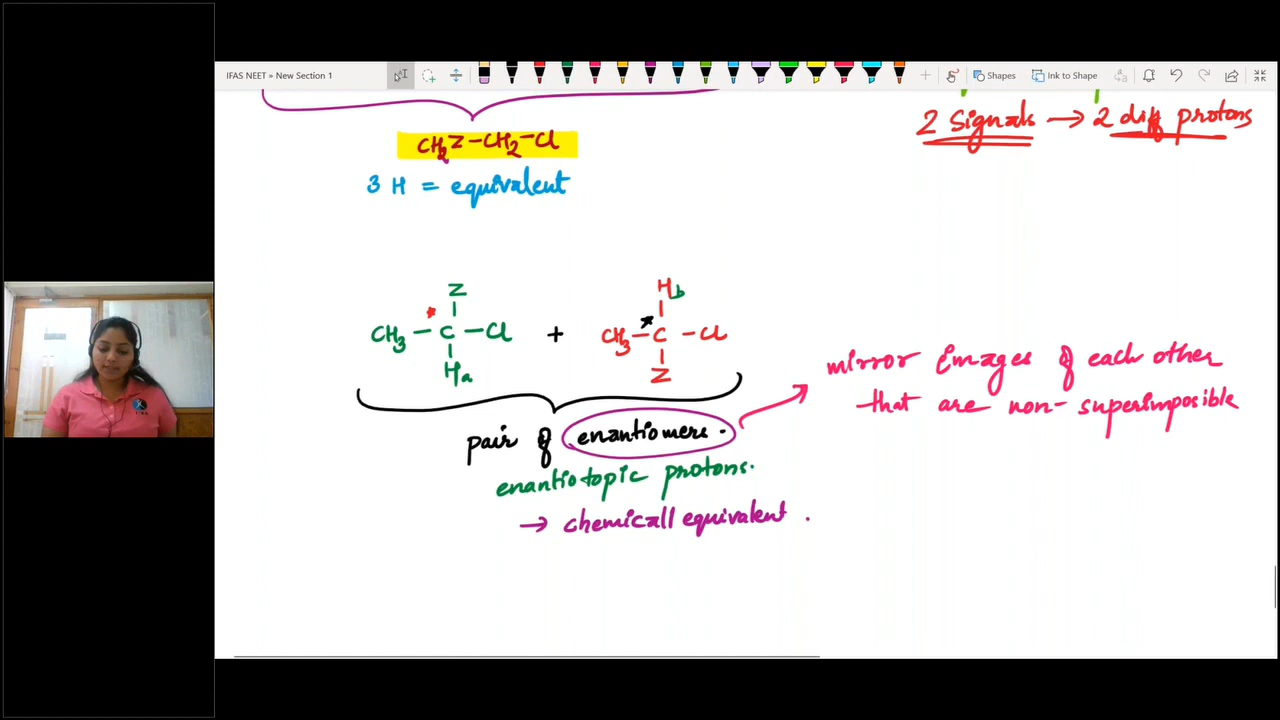 IFAS NEET » New Section 1
Shapes
Ink to Shape
2 Signals → 2 diff protons
CH2Z-CH2-Cl
3 H = equivalent
Z
CH3 - C - Cl
Ha
+
Hb
CH3 - C - Cl
Z
mirror images of each other
that are non-superimposible
pair of enantiomers.
enantiotopic protons.
→ chemicall equivalent.